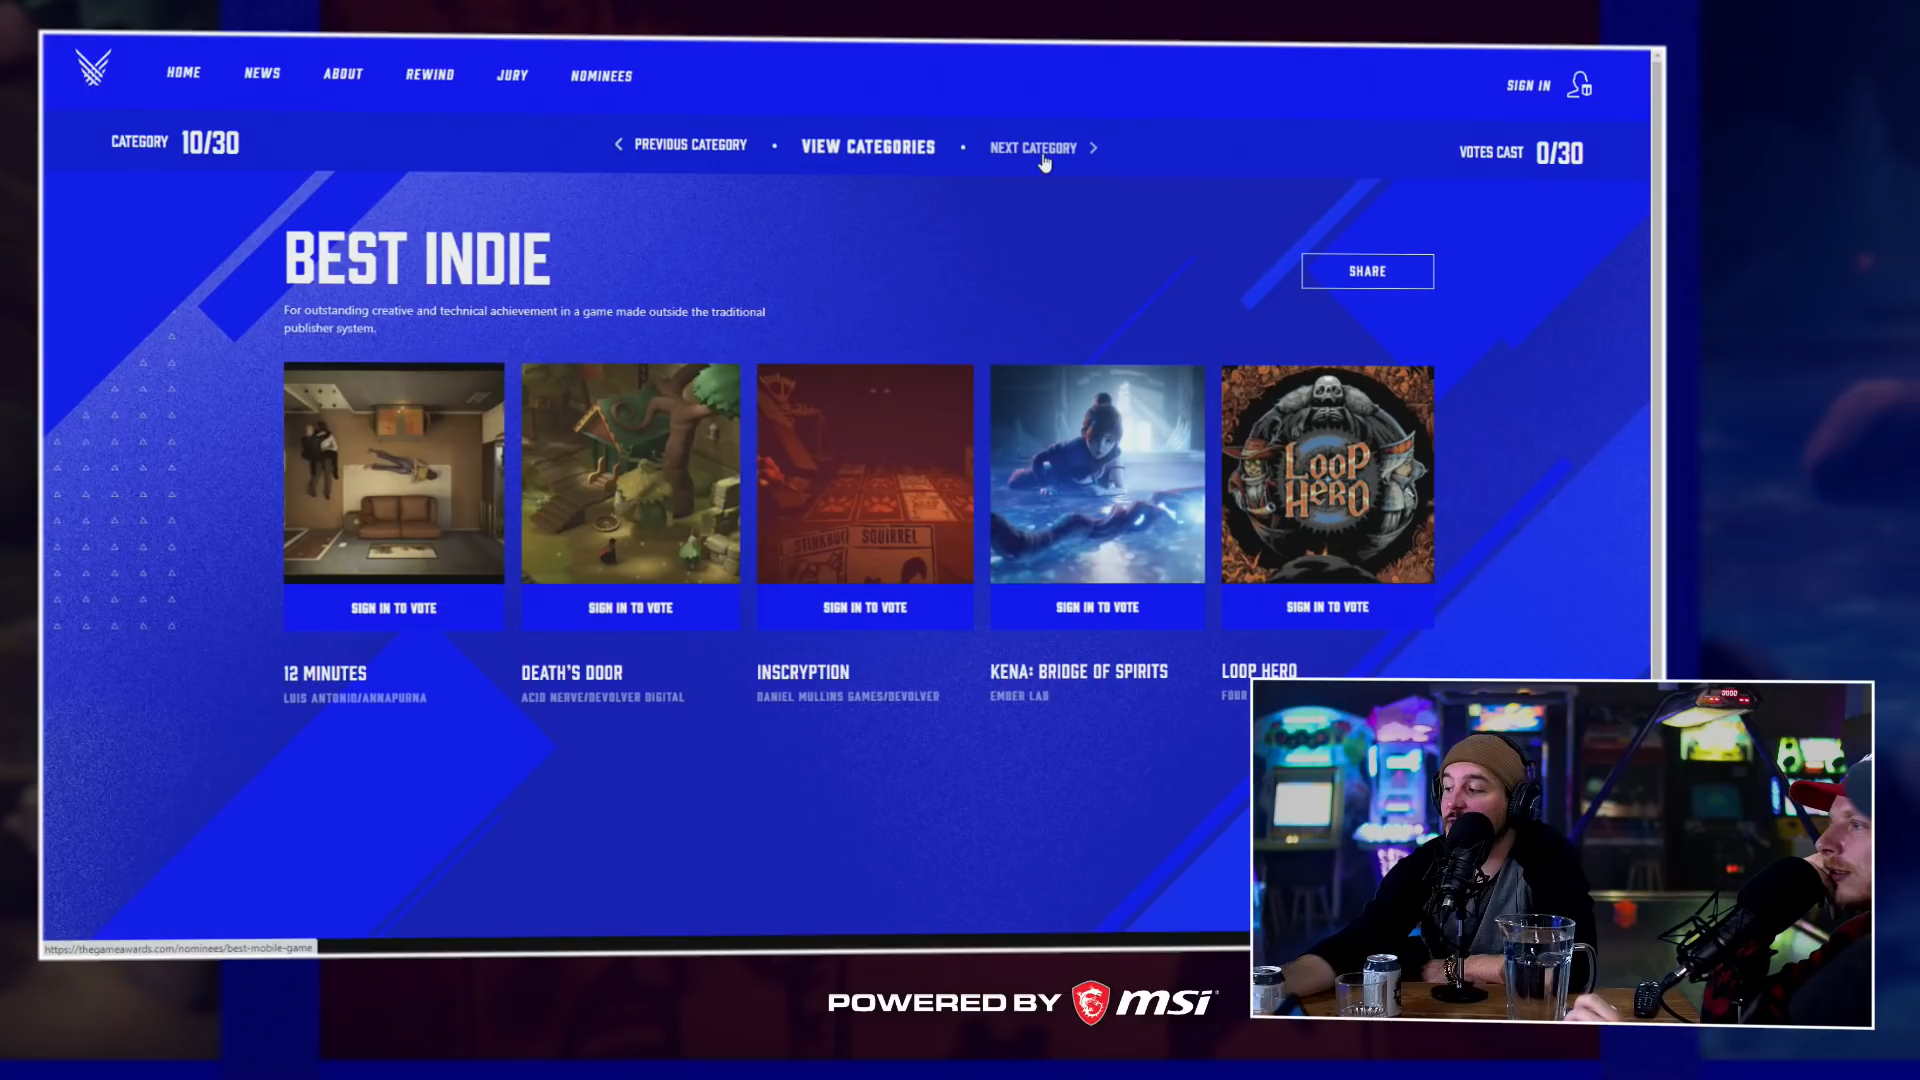 HOME NEWS ABOUT REWIND JURY NOMINEES SIGN IN
CATEGORY 10/30 PREVIOUS CATEGORY • VIEW CATEGORIES • NEXT CATEGORY VOTES CAST 0/30
BEST INDIE
SHARE
For outstanding creative and technical achievement in a game made outside the traditional
publisher system.
SQUIRREL
LOOP
HERO
SIGN IN TO VOTE SIGN IN TO VOTE SIGN IN TO VOTE SIGN IN TO VOTE SIGN IN TO VOTE
12 MINUTES DEATH'S DOOR INSCRYPTION KENA: BRIDGE OF SPIRITS LOOP HERO
LUIS ANTONIO/ANNAPURNA ACID NERVE/DEVOLVER DIGITAL DANIEL MULLINS GAMES/DEVOLVER EMBER LAB FOUR
https://thegameawards.com/nominees/best-mobile-game
POWERED BY msi